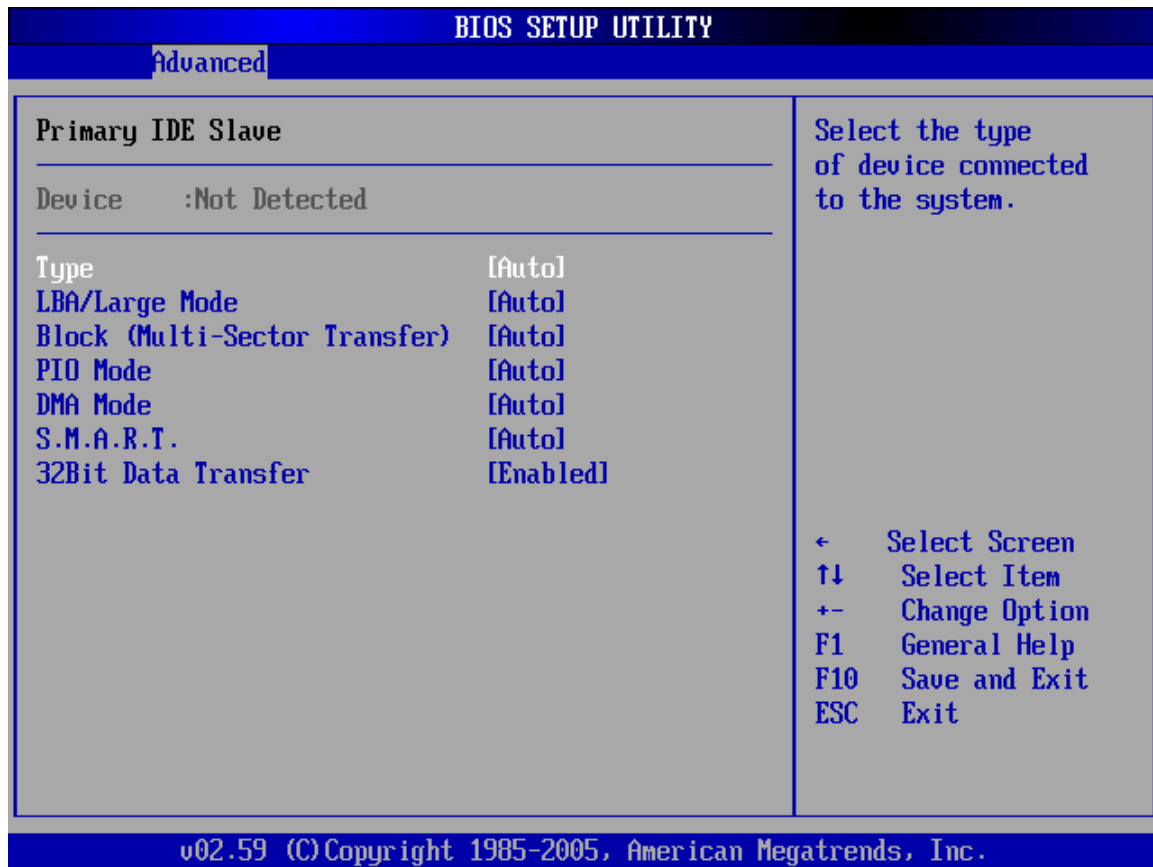 BIOS SETUP UTILITY
Advanced
Primary IDE Slave
Device :Not Detected
Type [Auto]
LBA/Large Mode [Auto]
Block (Multi-Sector Transfer) [Auto]
PIO Mode [Auto]
DMA Mode [Auto]
S.M.A.R.T. [Auto]
32Bit Data Transfer [Enabled]
Select the type
of device connected
to the system.
← Select Screen
↑↓ Select Item
+- Change Option
F1 General Help
F10 Save and Exit
ESC Exit
v02.59 (C)Copyright 1985-2005, American Megatrends, Inc.